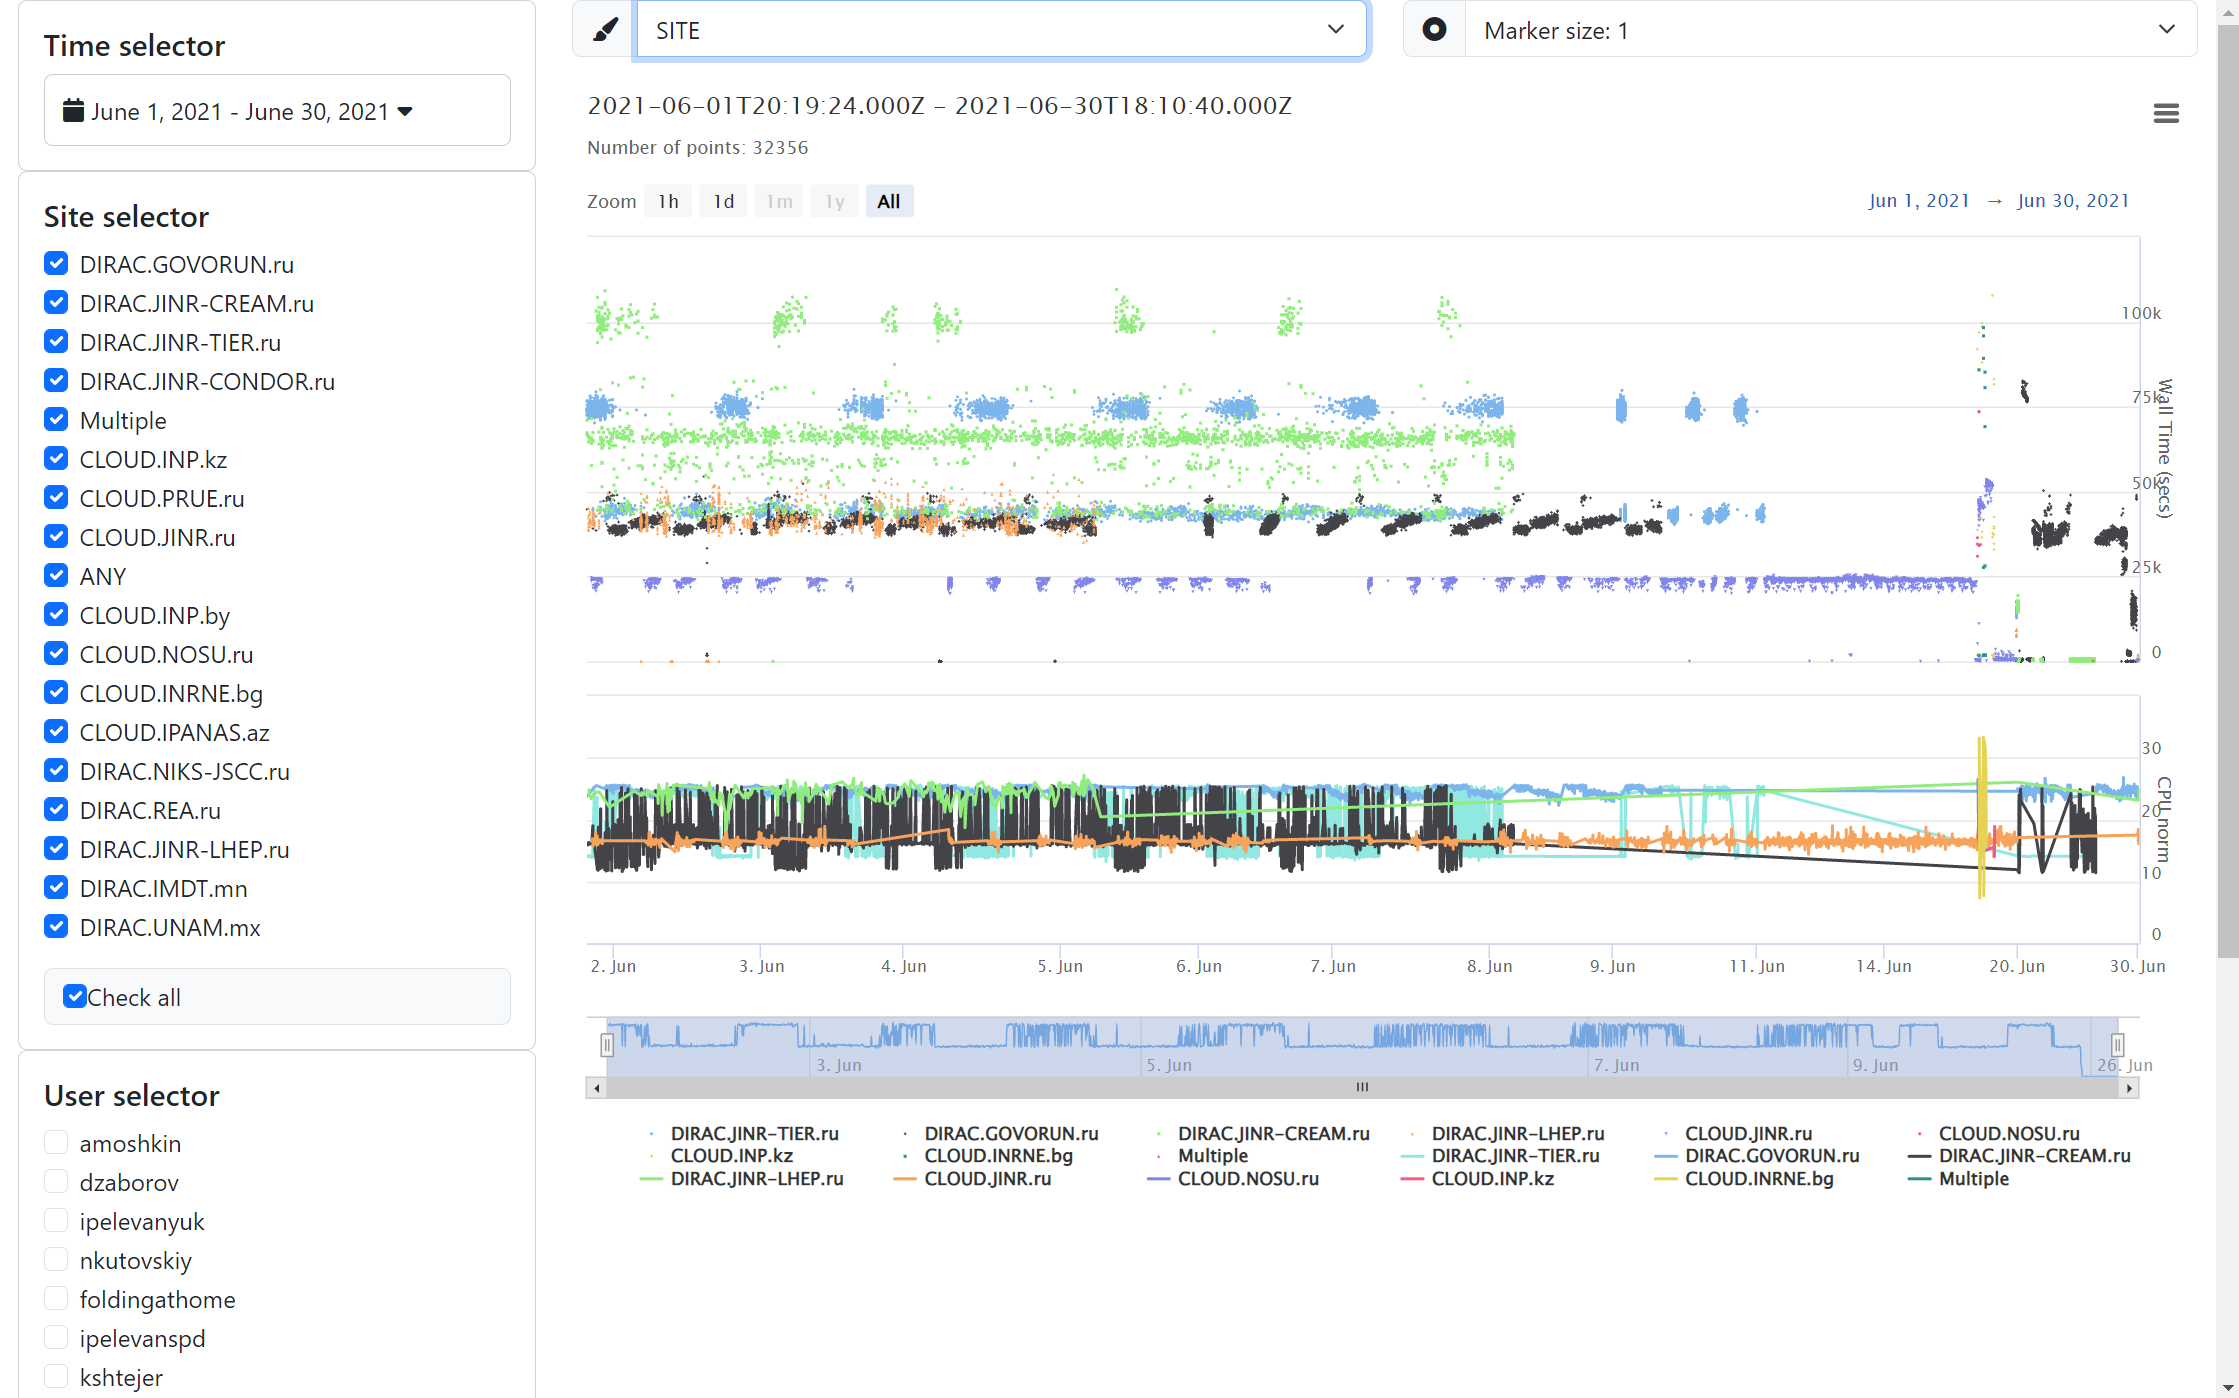 Time selector
June 1, 2021 - June 30, 2021
Site selector
DIRAC.GOVORUN.ru
DIRAC.JINR-CREAM.ru
DIRAC.JINR-TIER.ru
DIRAC.JINR-CONDOR.ru
Multiple
CLOUD.INP.kz
CLOUD.PRUE.ru
CLOUD.JINR.ru
ANY
CLOUD.INP.by
CLOUD.NOSU.ru
CLOUD.INRNE.bg
CLOUD.IPANAS.az
DIRAC.NIKS-JSCC.ru
DIRAC.REA.ru
DIRAC.JINR-LHEP.ru
DIRAC.IMDT.mn
DIRAC.UNAM.mx
Check all
User selector
amoshkin
dzaborov
ipelevanyuk
nkutovskiy
foldingathome
ipelevanspd
kshtejer
SITE
Marker size: 1
2021-06-01T20:19:24.000Z - 2021-06-30T18:10:40.000Z
Number of points: 32356
Zoom 1h 1d 1m 1y All
Jun 1, 2021 → Jun 30, 2021
100k
75k
50k
25k
0
Wall Time (secs)
30
20
10
0
CPU norm
2. Jun 3. Jun 4. Jun 5. Jun 6. Jun 7. Jun 8. Jun 9. Jun 11. Jun 14. Jun 20. Jun 30. Jun
3. Jun 5. Jun 7. Jun 9. Jun 26. Jun
DIRAC.JINR-TIER.ru DIRAC.GOVORUN.ru DIRAC.JINR-CREAM.ru DIRAC.JINR-LHEP.ru CLOUD.JINR.ru CLOUD.NOSU.ru
CLOUD.INP.kz CLOUD.INRNE.bg Multiple DIRAC.JINR-TIER.ru DIRAC.GOVORUN.ru DIRAC.JINR-CREAM.ru
DIRAC.JINR-LHEP.ru CLOUD.JINR.ru CLOUD.NOSU.ru CLOUD.INP.kz CLOUD.INRNE.bg Multiple